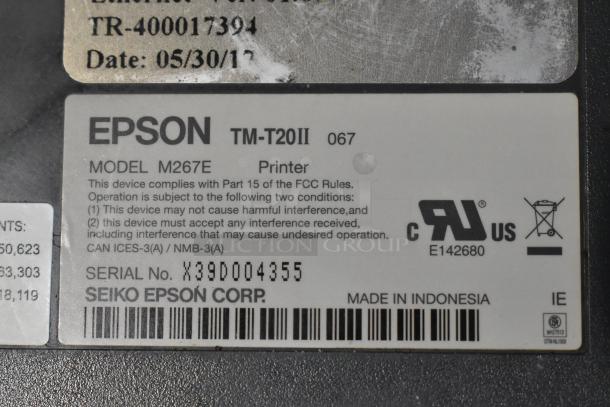 TR-400017394
Date: 05/30/17
EPSON TM-T20II 067
MODEL M267E Printer
This device complies with Part 15 of the FCC Rules.
Operation is subject to the following two conditions:
(1) This device may not cause harmful interference,and
(2) this device must accept any interference received,
including interference that may cause undesired operation.
CAN ICES-3(A) / NMB-3(A)
C RU US
E142680
SERIAL No. X39D004355
SEIKO EPSON CORP.
MADE IN INDONESIA
IE
NTS:
50,623
63,303
18,119
AUCTION GROUP